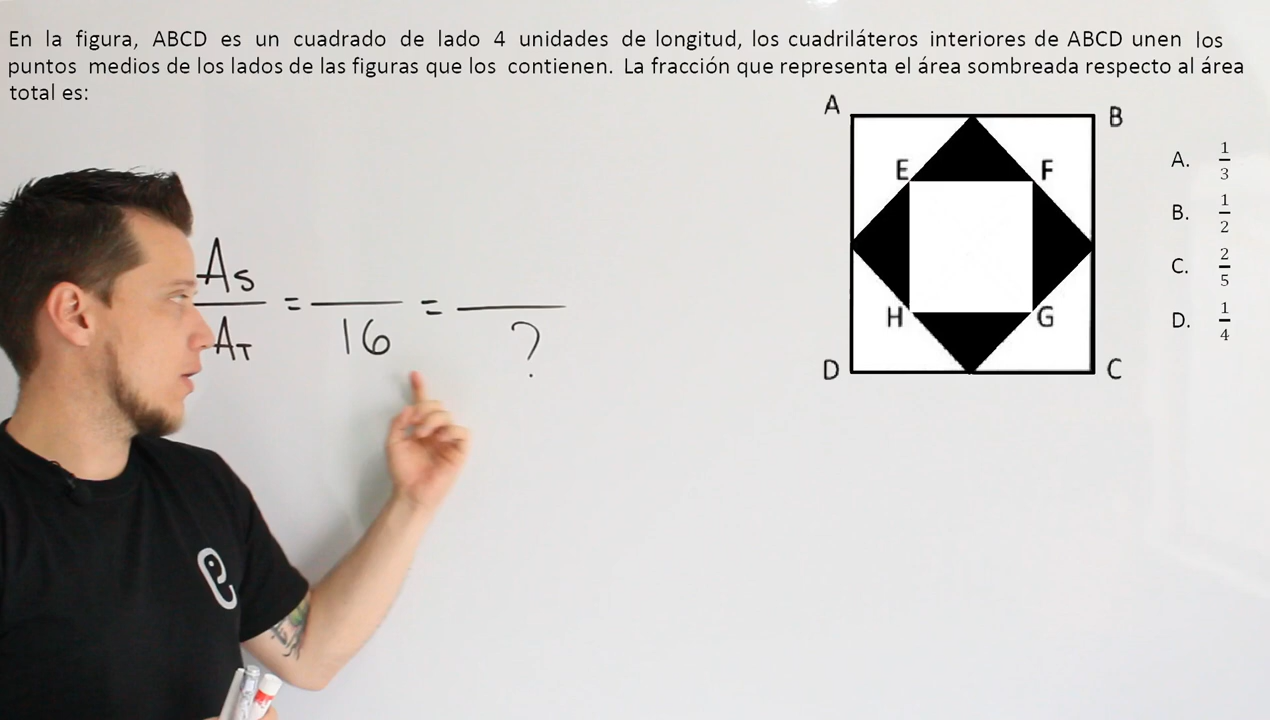 En la figura, ABCD es un cuadrado de lado 4 unidades de longitud, los cuadriláteros interiores de ABCD unen los
puntos medios de los lados de las figuras que los contienen. La fracción que representa el área sombreada respecto al área
total es:
A B
E F
H G
D C
A. 1/3
B. 1/2
C. 2/5
D. 1/4
As/AT = __/16 = __/?
e